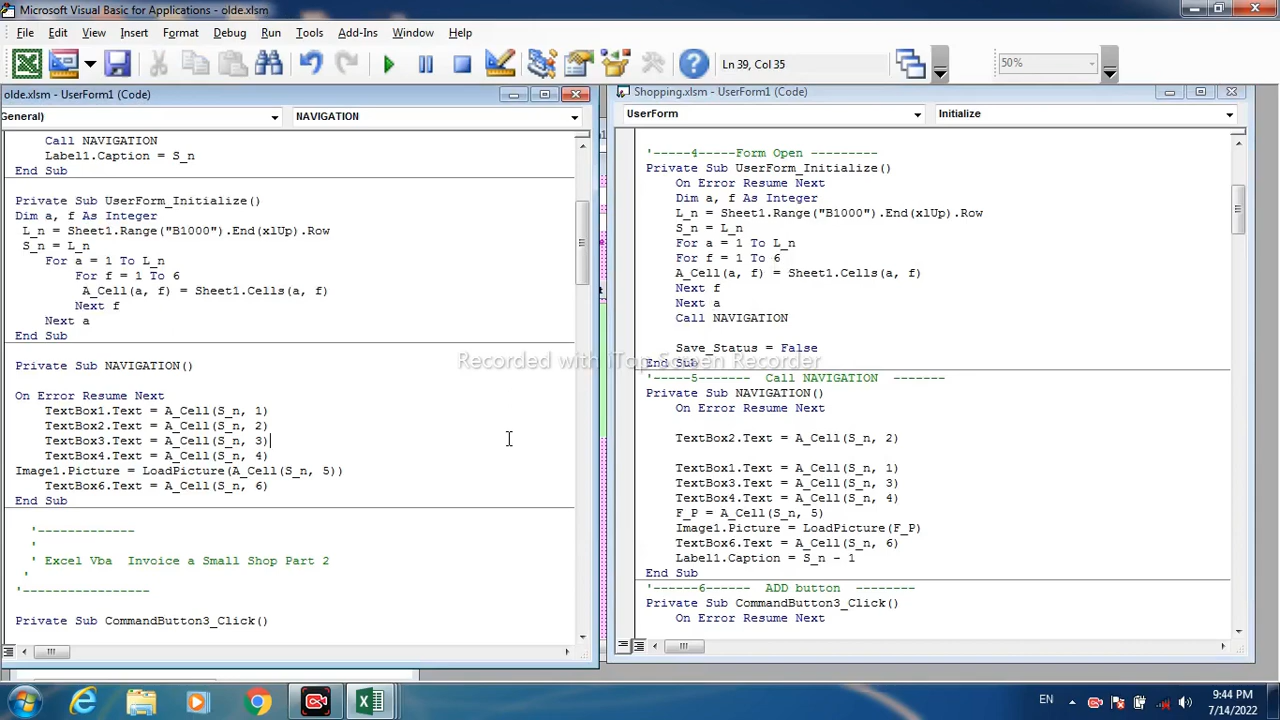 Microsoft Visual Basic for Applications - olde.xlsm
File Edit View Insert Format Debug Run Tools Add-Ins Window Help
Ln 39, Col 35
50%
olde.xlsm - UserForm1 (Code)
General)
NAVIGATION
Call NAVIGATION
Label1.Caption = S_n
End Sub
Private Sub UserForm_Initialize()
Dim a, f As Integer
L_n = Sheet1.Range("B1000").End(xlUp).Row
S_n = L_n
For a = 1 To L_n
For f = 1 To 6
A_Cell(a, f) = Sheet1.Cells(a, f)
Next f
Next a
End Sub
Private Sub NAVIGATION()
On Error Resume Next
TextBox1.Text = A_Cell(S_n, 1)
TextBox2.Text = A_Cell(S_n, 2)
TextBox3.Text = A_Cell(S_n, 3)
TextBox4.Text = A_Cell(S_n, 4)
Image1.Picture = LoadPicture(A_Cell(S_n, 5))
TextBox6.Text = A_Cell(S_n, 6)
End Sub
'-------------
'
' Excel Vba  Invoice a Small Shop Part 2
'
'-----------------
Private Sub CommandButton3_Click()
Shopping.xlsm - UserForm1 (Code)
UserForm
Initialize
'-----4-----Form Open ---------
Private Sub UserForm_Initialize()
On Error Resume Next
Dim a, f As Integer
L_n = Sheet1.Range("B1000").End(xlUp).Row
S_n = L_n
For a = 1 To L_n
For f = 1 To 6
A_Cell(a, f) = Sheet1.Cells(a, f)
Next f
Next a
Call NAVIGATION
Save_Status = False
End Sub
'-----5-------  Call NAVIGATION  -------
Private Sub NAVIGATION()
On Error Resume Next
TextBox2.Text = A_Cell(S_n, 2)
TextBox1.Text = A_Cell(S_n, 1)
TextBox3.Text = A_Cell(S_n, 3)
TextBox4.Text = A_Cell(S_n, 4)
F_P = A_Cell(S_n, 5)
Image1.Picture = LoadPicture(F_P)
TextBox6.Text = A_Cell(S_n, 6)
Label1.Caption = S_n - 1
End Sub
'------6------  ADD button  --------
Private Sub CommandButton3_Click()
On Error Resume Next
Recorded with iTop Screen Recorder
EN
9:44 PM
7/14/2022